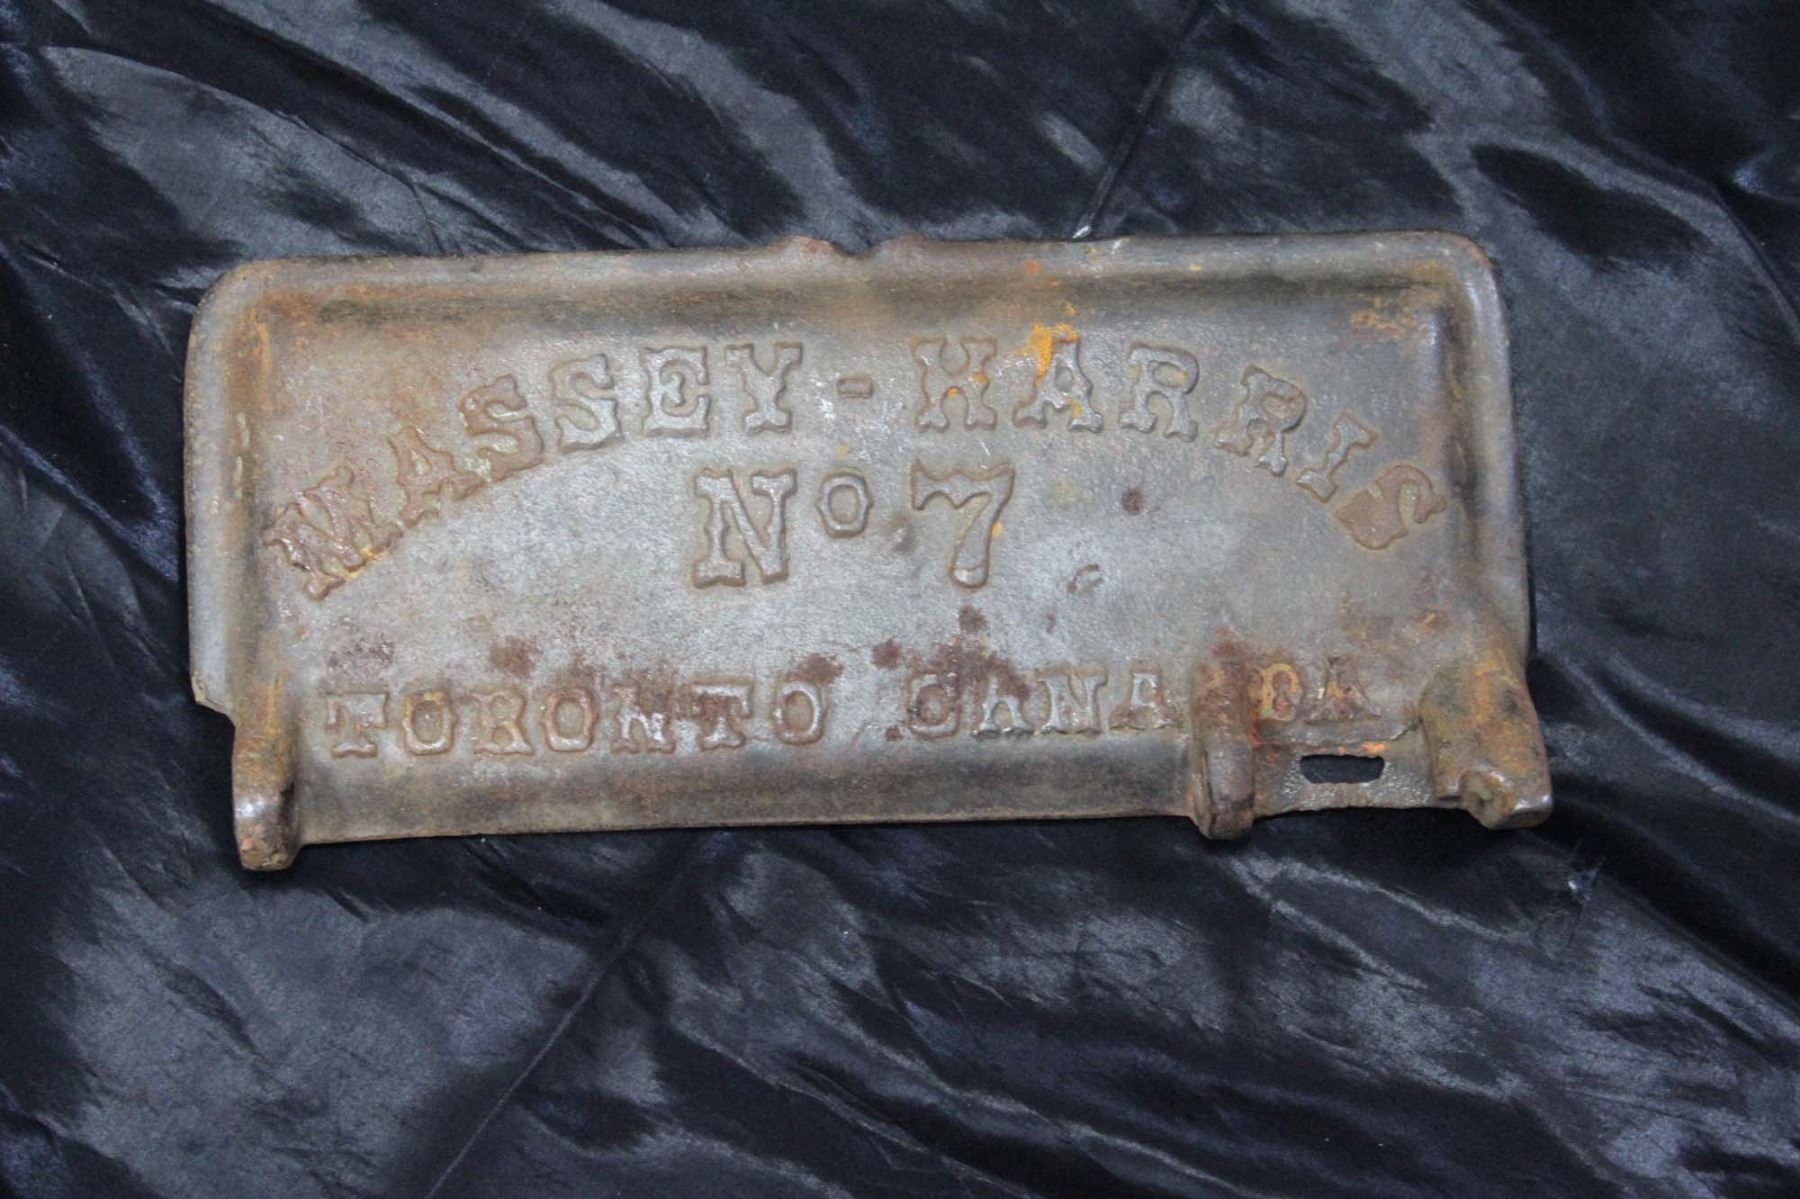 MASSEY-HARRIS
No 7
TORONTO CANADA